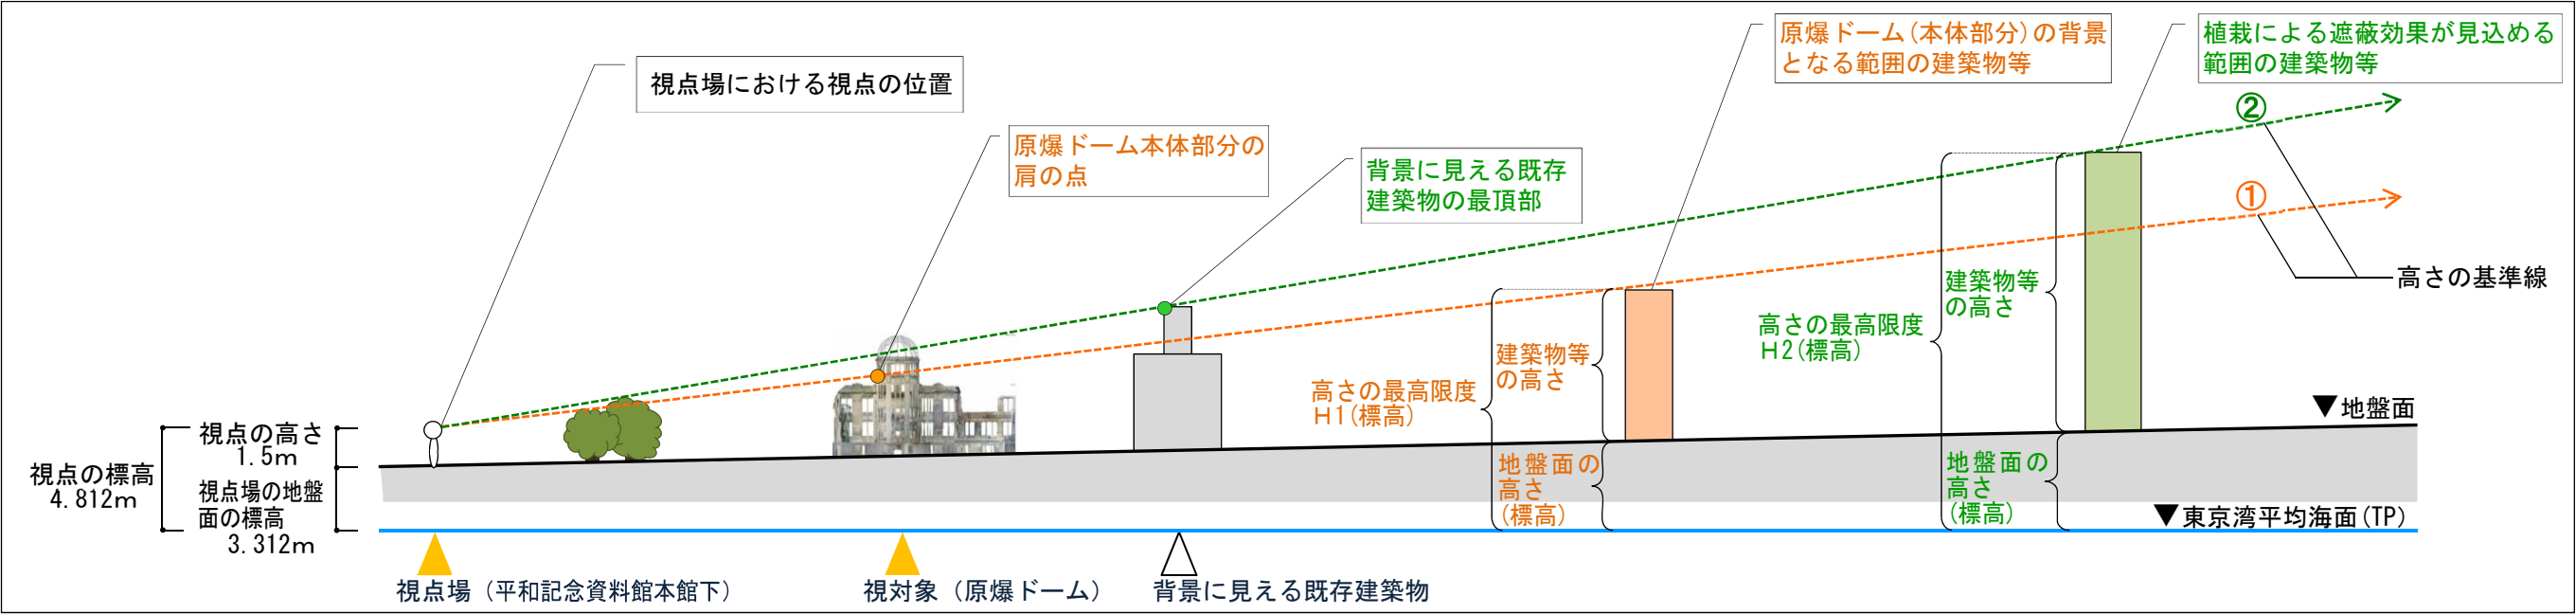 視点場における視点の位置
原爆ドーム本体部分の
肩の点
背景に見える既存
建築物の最頂部
原爆ドーム(本体部分)の背景
となる範囲の建築物等
植栽による遮蔽効果が見込める
範囲の建築物等
②
①
高さの基準線
建築物等
の高さ
高さの最高限度
H2(標高)
建築物等
の高さ
高さの最高限度
H1(標高)
▼地盤面
視点の高さ
1.5m
視点の標高
4.812m
視点場の地盤
面の標高
3.312m
地盤面の
高さ
(標高)
地盤面の
高さ
(標高)
▼東京湾平均海面(TP)
視点場（平和記念資料館本館下）
視対象（原爆ドーム）
背景に見える既存建築物